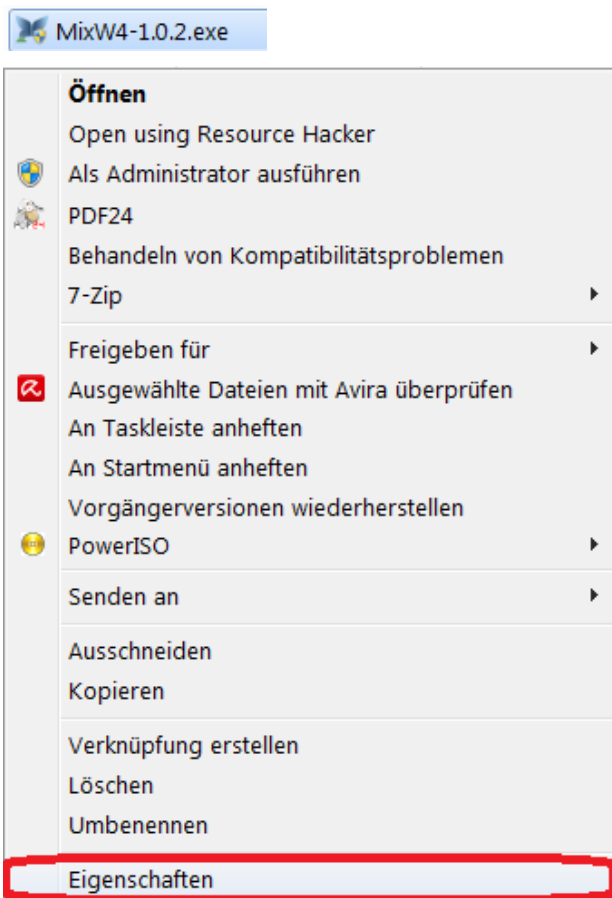 MixW4-1.0.2.exe
Öffnen
Open using Resource Hacker
Als Administrator ausführen
PDF24
Behandeln von Kompatibilitätsproblemen
7-Zip
Freigeben für
Ausgewählte Dateien mit Avira überprüfen
An Taskleiste anheften
An Startmenü anheften
Vorgängerversionen wiederherstellen
PowerISO
Senden an
Ausschneiden
Kopieren
Verknüpfung erstellen
Löschen
Umbenennen
Eigenschaften